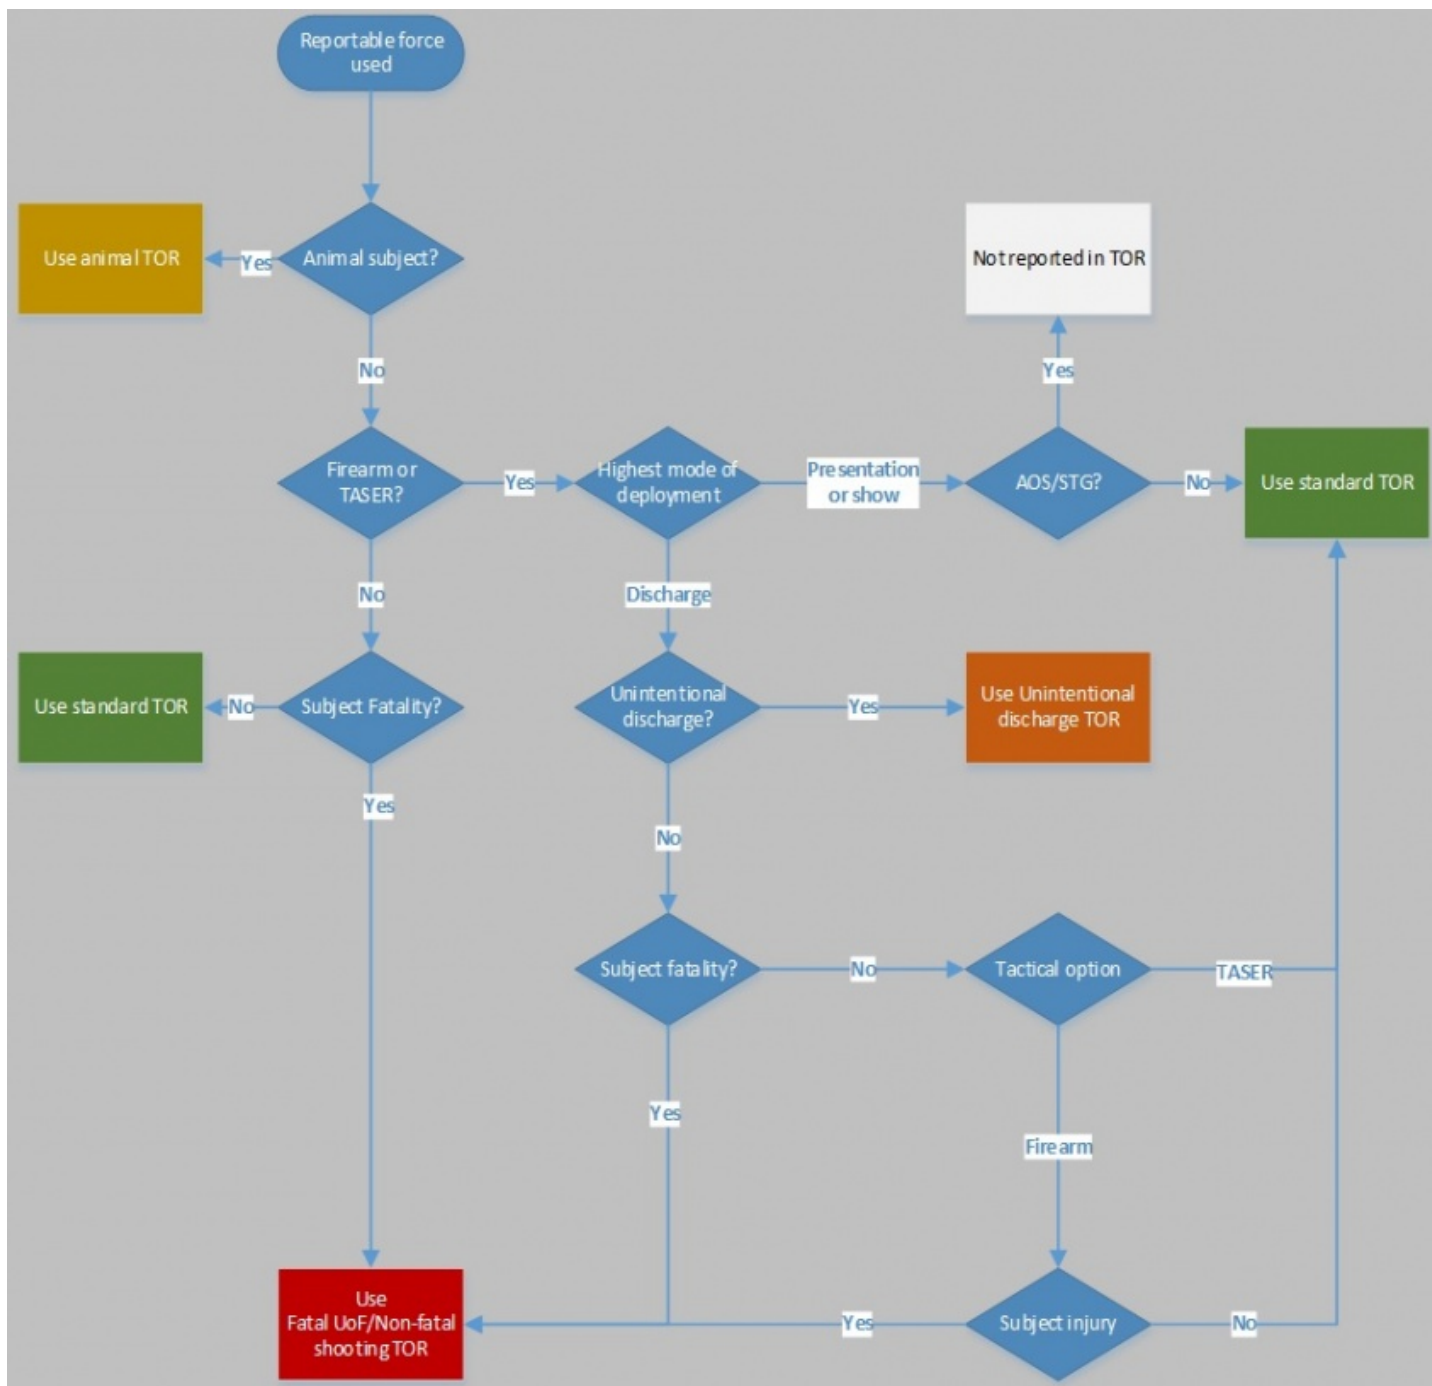 Reportable force
used
Use animal TOR
Yes
Animal subject?
Not reported in TOR
No
Yes
Firearm or
TASER?
Yes
Highest mode of
deployment
Presentation
or show
AOS/STG?
No
Use standard TOR
No
Discharge
Use standard TOR
No
Subject Fatality?
Unintentional
discharge?
Yes
Use Unintentional
discharge TOR
Yes
No
Subject fatality?
No
Tactical option
TASER
Yes
Firearm
Use
Fatal UoF/Non-fatal
shooting TOR
Yes
Subject injury
No